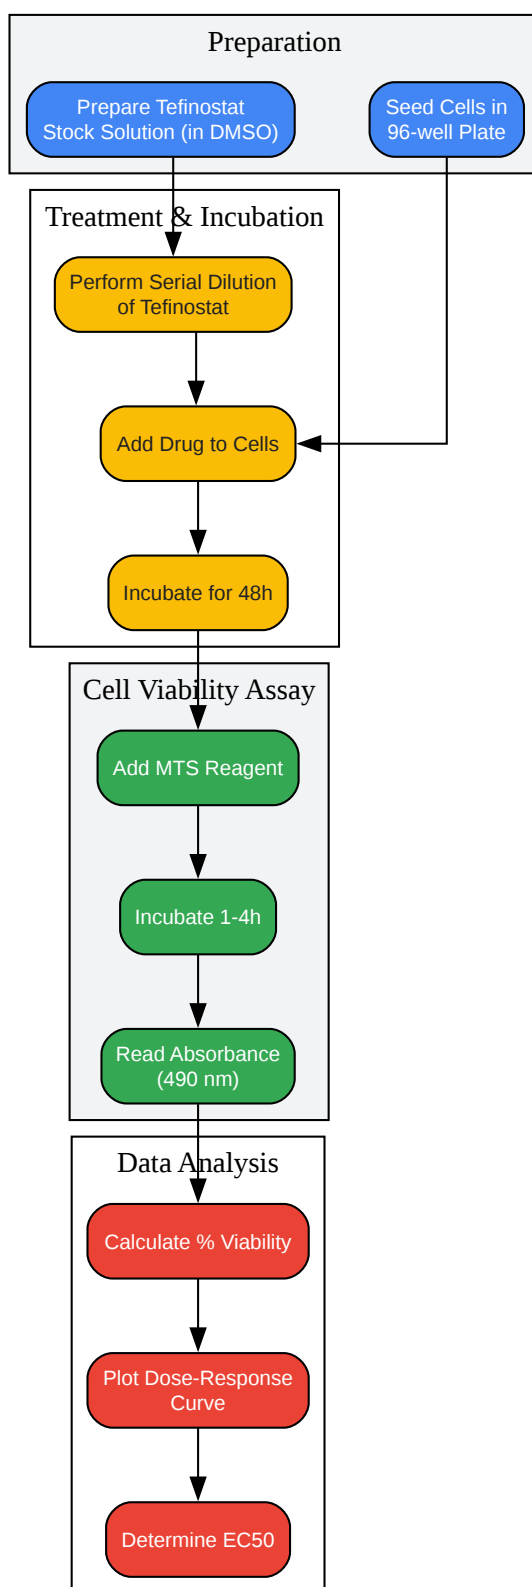 Preparation
Prepare Tefinostat
Stock Solution (in DMSO)
Seed Cells in
96-well Plate
Treatment & Incubation
Perform Serial Dilution
of Tefinostat
Add Drug to Cells
Incubate for 48h
Cell Viability Assay
Add MTS Reagent
Incubate 1-4h
Read Absorbance
(490 nm)
Data Analysis
Calculate % Viability
Plot Dose-Response
Curve
Determine EC50